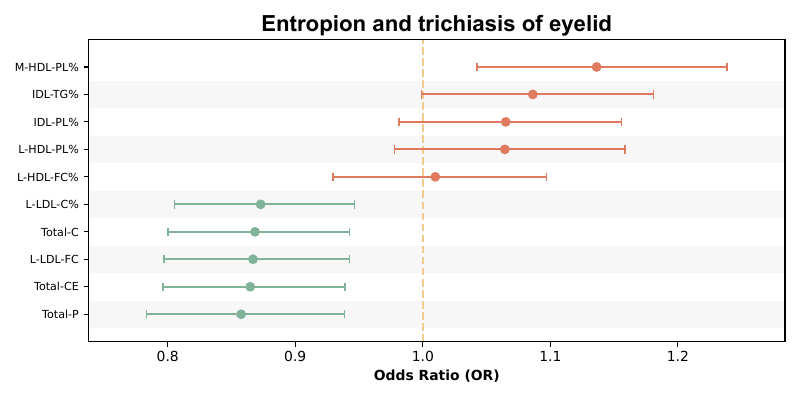 Entropion and trichiasis of eyelid
M-HDL-PL%
IDL-TG%
IDL-PL%
L-HDL-PL%
L-HDL-FC%
L-LDL-C%
Total-C
L-LDL-FC
Total-CE
Total-P
0.8 0.9 1.0 1.1 1.2
Odds Ratio (OR)